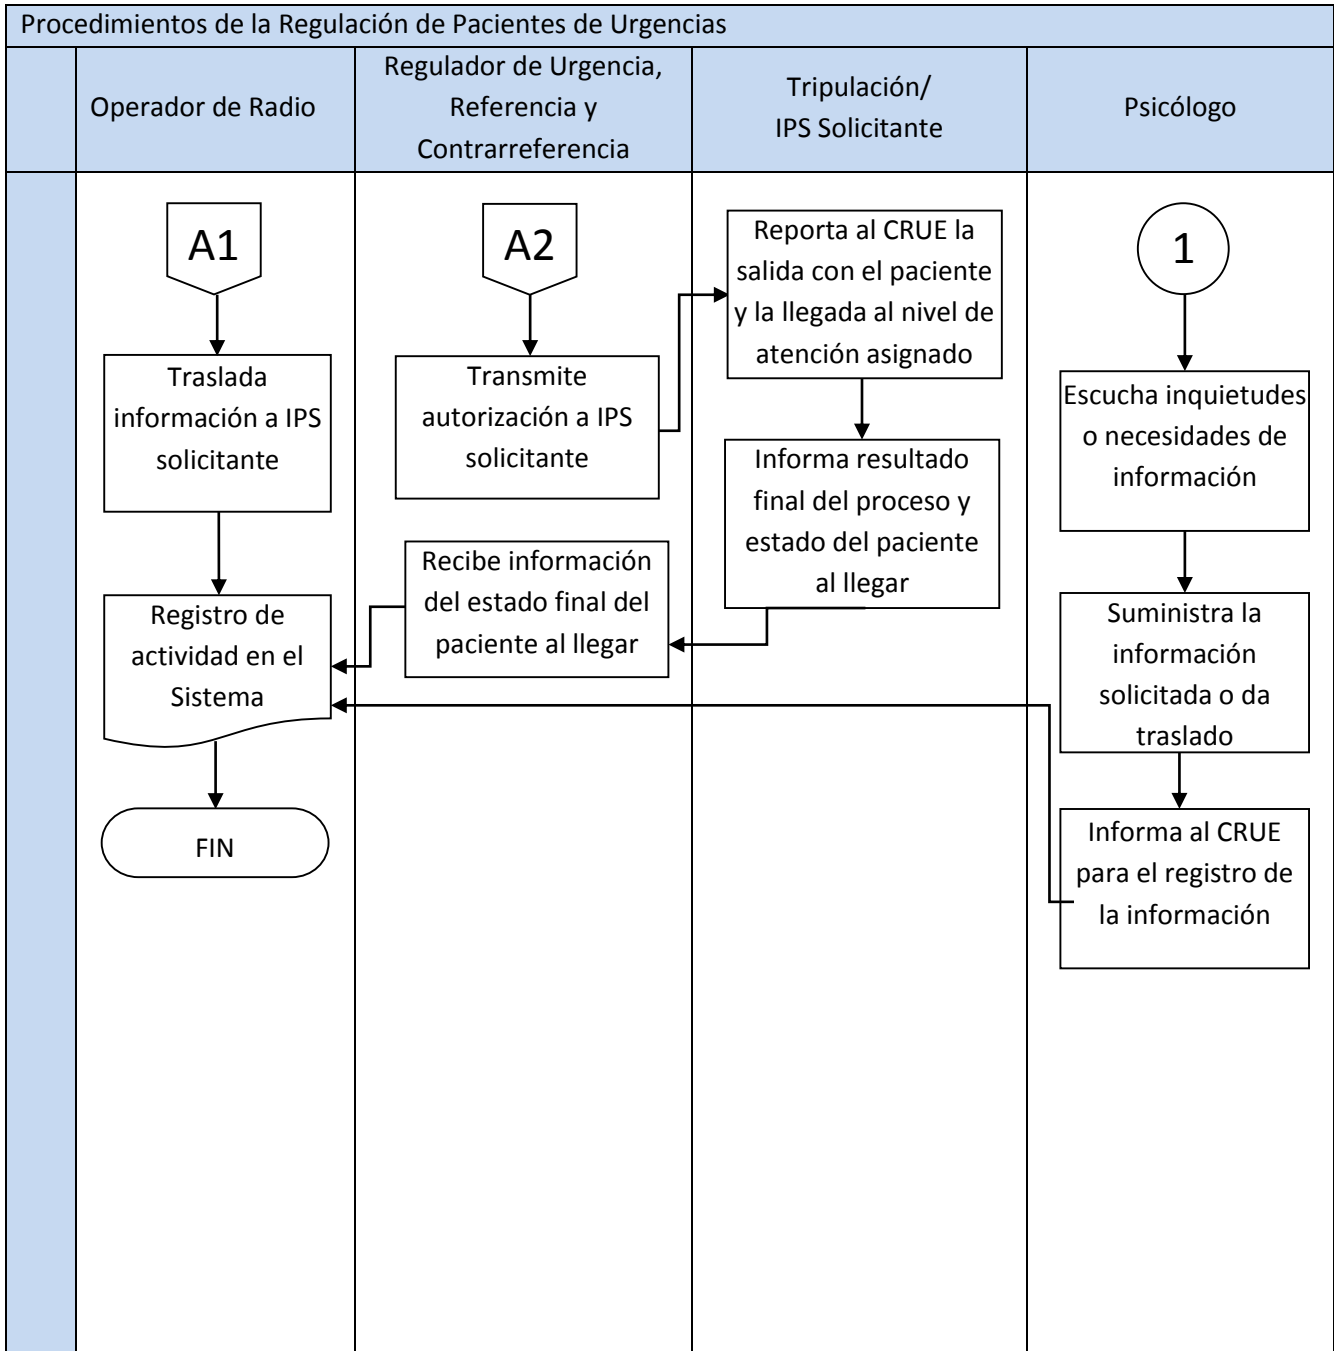 Procedimientos de la Regulación de Pacientes de Urgencias
Operador de Radio
Regulador de Urgencia,
Referencia y
Contrarreferencia
Tripulación/
IPS Solicitante
Psicólogo
A1
Traslada
información a IPS
solicitante
Registro de
actividad en el
Sistema
FIN
A2
Transmite
autorización a IPS
solicitante
Recibe información
del estado final del
paciente al llegar
Reporta al CRUE la
salida con el paciente
y la llegada al nivel de
atención asignado
Informa resultado
final del proceso y
estado del paciente
al llegar
1
Escucha inquietudes
o necesidades de
información
Suministra la
información
solicitada o da
traslado
Informa al CRUE
para el registro de
la información